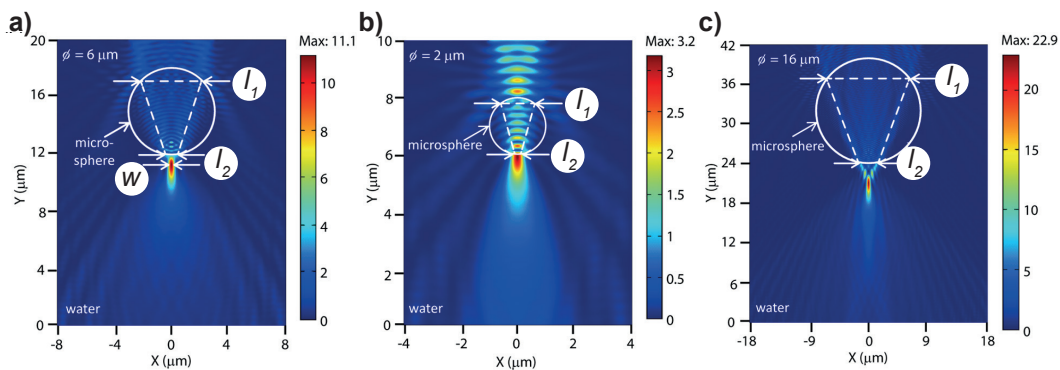 a)
Max: 11.1
20
16
12
8
4
0
Y (μm)
ϕ = 6 μm
l1
micro-
sphere
l2
w
water
-8
-4
0
4
8
X (μm)
10
8
6
4
2
0
b)
Max: 3.2
10
8
6
4
2
0
Y (μm)
ϕ = 2 μm
l1
microsphere
l2
water
-4
-2
0
2
4
X (μm)
3
2.5
2
1.5
1
0.5
0
c)
Max: 22.9
42
36
30
24
18
12
6
0
Y (μm)
ϕ = 16 μm
l1
microsphere
l2
water
-18
-9
0
9
18
X (μm)
20
15
10
5
0